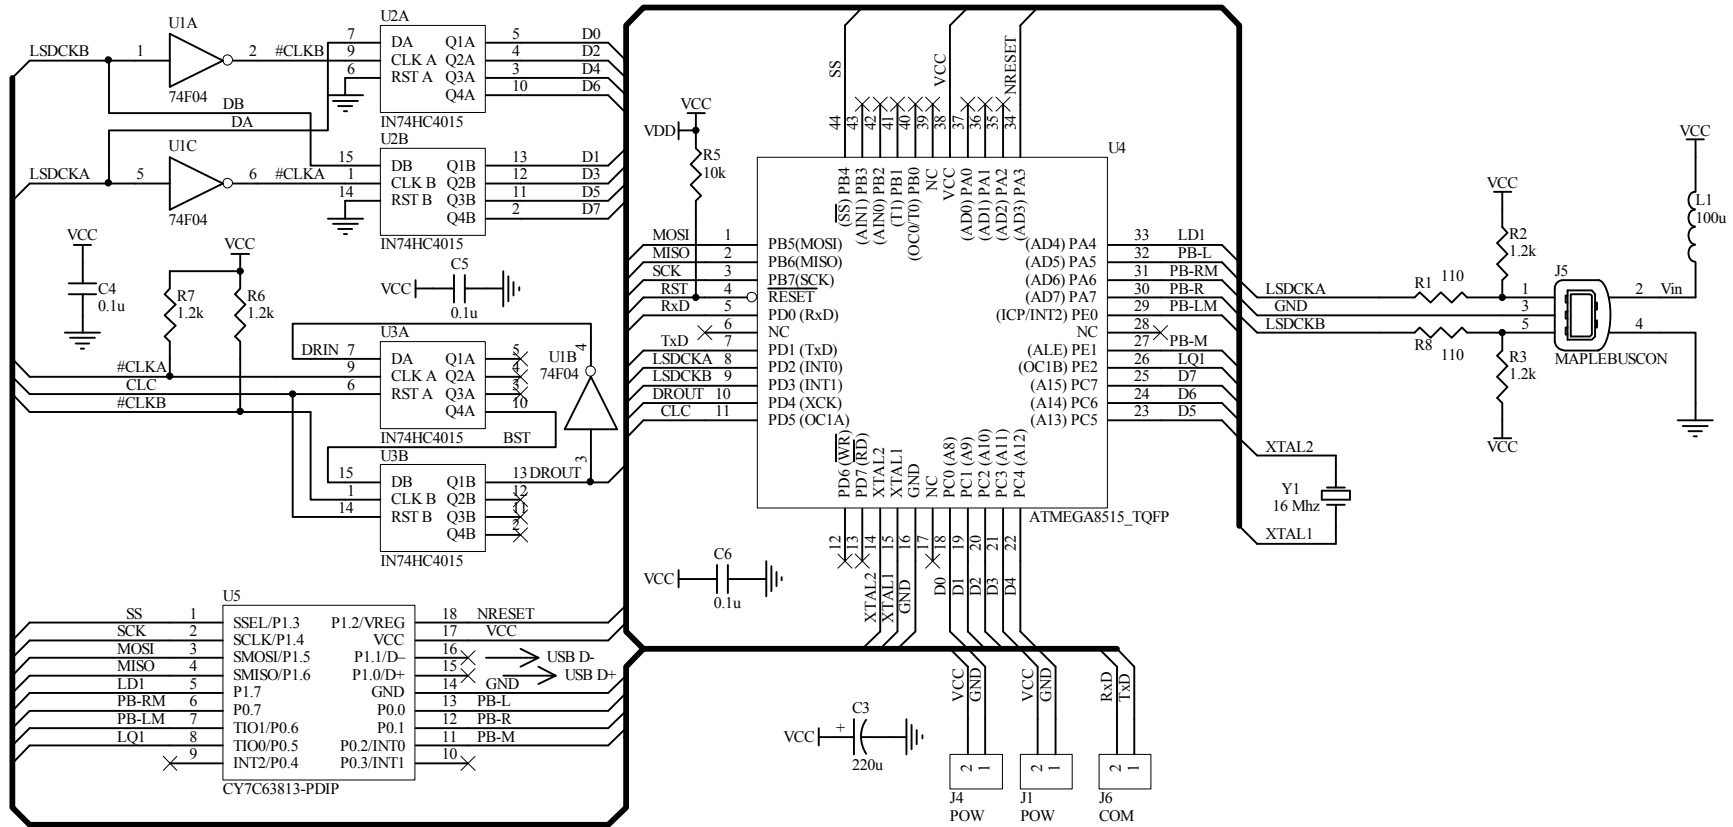 U1A
LSDCKB 1 2 #CLKB
74F04
U2A
7 DA Q1A 5 D0
9 CLK A Q2A 4 D2
6 RST A Q3A 3 D4
Q4A 10 D6
IN74HC4015
DB
DA
U1C
LSDCKA 5 6 #CLKA
74F04
U2B
15 DB Q1B 13 D1
1 CLK B Q2B 12 D3
14 RST B Q3B 11 D5
Q4B 2 D7
IN74HC4015
VCC
C4
0.1u
VCC
R7
1.2k
R6
1.2k
VCC
C5
0.1u
#CLKA
CLC
#CLKB
U3A
DRIN 7 DA Q1A 5
9 CLK A Q2A 4
6 RST A Q3A 3
Q4A 10
IN74HC4015
BST
U1B
74F04
4
3
U3B
15 DB Q1B 13 DROUT
1 CLK B Q2B 12
14 RST B Q3B 11
Q4B 2
IN74HC4015
U5
SS 1 SSEL/P1.3 P1.2/VREG 18 NRESET
SCK 2 SCLK/P1.4 VCC 17 VCC
MOSI 3 SMOSI/P1.5 P1.1/D– 16 USB D-
MISO 4 SMISO/P1.6 P1.0/D+ 15 USB D+
LD1 5 P1.7 GND 14 GND
PB-RM 6 P0.7 P0.0 13 PB-L
PB-LM 7 TIO1/P0.6 P0.1 12 PB-R
LQ1 8 TIO0/P0.5 P0.2/INT0 11 PB-M
9 INT2/P0.4 P0.3/INT1 10
CY7C63813-PDIP
VCC
VDD
R5
10k
SS
VCC
NRESET
44 43 42 41 40 39 38 37 36 35 34
U4
(SS) PB4
(AIN1) PB3
(AIN0) PB2
(T1) PB1
(OC0/T0) PB0
NC
VCC
(AD0) PA0
(AD1) PA1
(AD2) PA2
(AD3) PA3
MOSI 1 PB5(MOSI) (AD4) PA4 33 LD1
MISO 2 PB6(MISO) (AD5) PA5 32 PB-L
SCK 3 PB7(SCK) (AD6) PA6 31 PB-RM
RST 4 RESET (AD7) PA7 30 PB-R
RxD 5 PD0 (RxD) (ICP/INT2) PE0 29 PB-LM
6 NC NC 28
TxD 7 PD1 (TxD) (ALE) PE1 27 PB-M
LSDCKA 8 PD2 (INT0) (OC1B) PE2 26 LQ1
LSDCKB 9 PD3 (INT1) (A15) PC7 25 D7
DROUT 10 PD4 (XCK) (A14) PC6 24 D6
CLC 11 PD5 (OC1A) (A13) PC5 23 D5
PD6 (WR)
PD7 (RD)
XTAL2
XTAL1
GND
NC
PC0 (A8)
PC1 (A9)
PC2 (A10)
PC3 (A11)
PC4 (A12)
ATMEGA8515_TQFP
12 13 14 15 16 17 18 19 20 21 22
XTAL2
XTAL1
GND
D0
D1
D2
D3
D4
VCC
C6
0.1u
VCC
+
C3
220u
VCC
GND
2 1
J4
POW
VCC
GND
2 1
J1
POW
RxD
TxD
2 1
J6
COM
LSDCKA R1 110 1
GND 3
LSDCKB 5
R8 110
VCC
R2
1.2k
R3
1.2k
VCC
J5
MAPLEBUSCON
2 Vin
4
VCC
L1
100u
XTAL2
Y1
16 Mhz
XTAL1